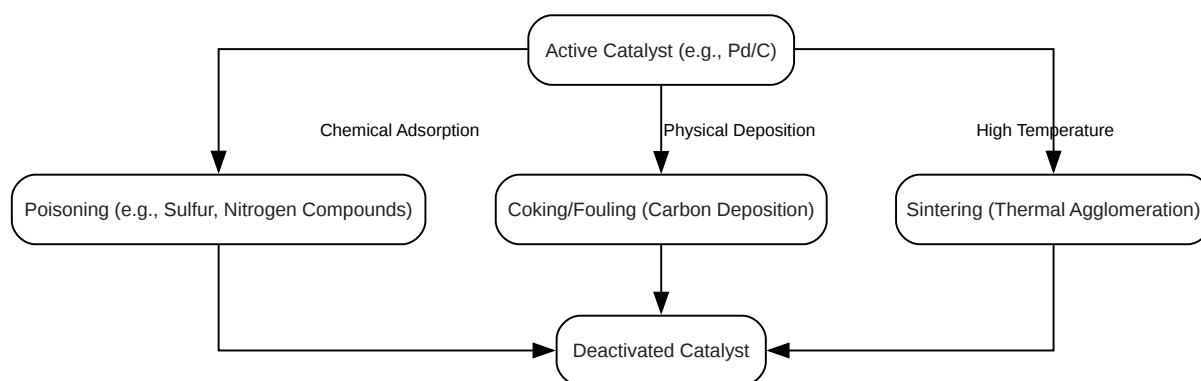 Active Catalyst (e.g., Pd/C)
Chemical Adsorption
Physical Deposition
High Temperature
Poisoning (e.g., Sulfur, Nitrogen Compounds)
Coking/Fouling (Carbon Deposition)
Sintering (Thermal Agglomeration)
Deactivated Catalyst